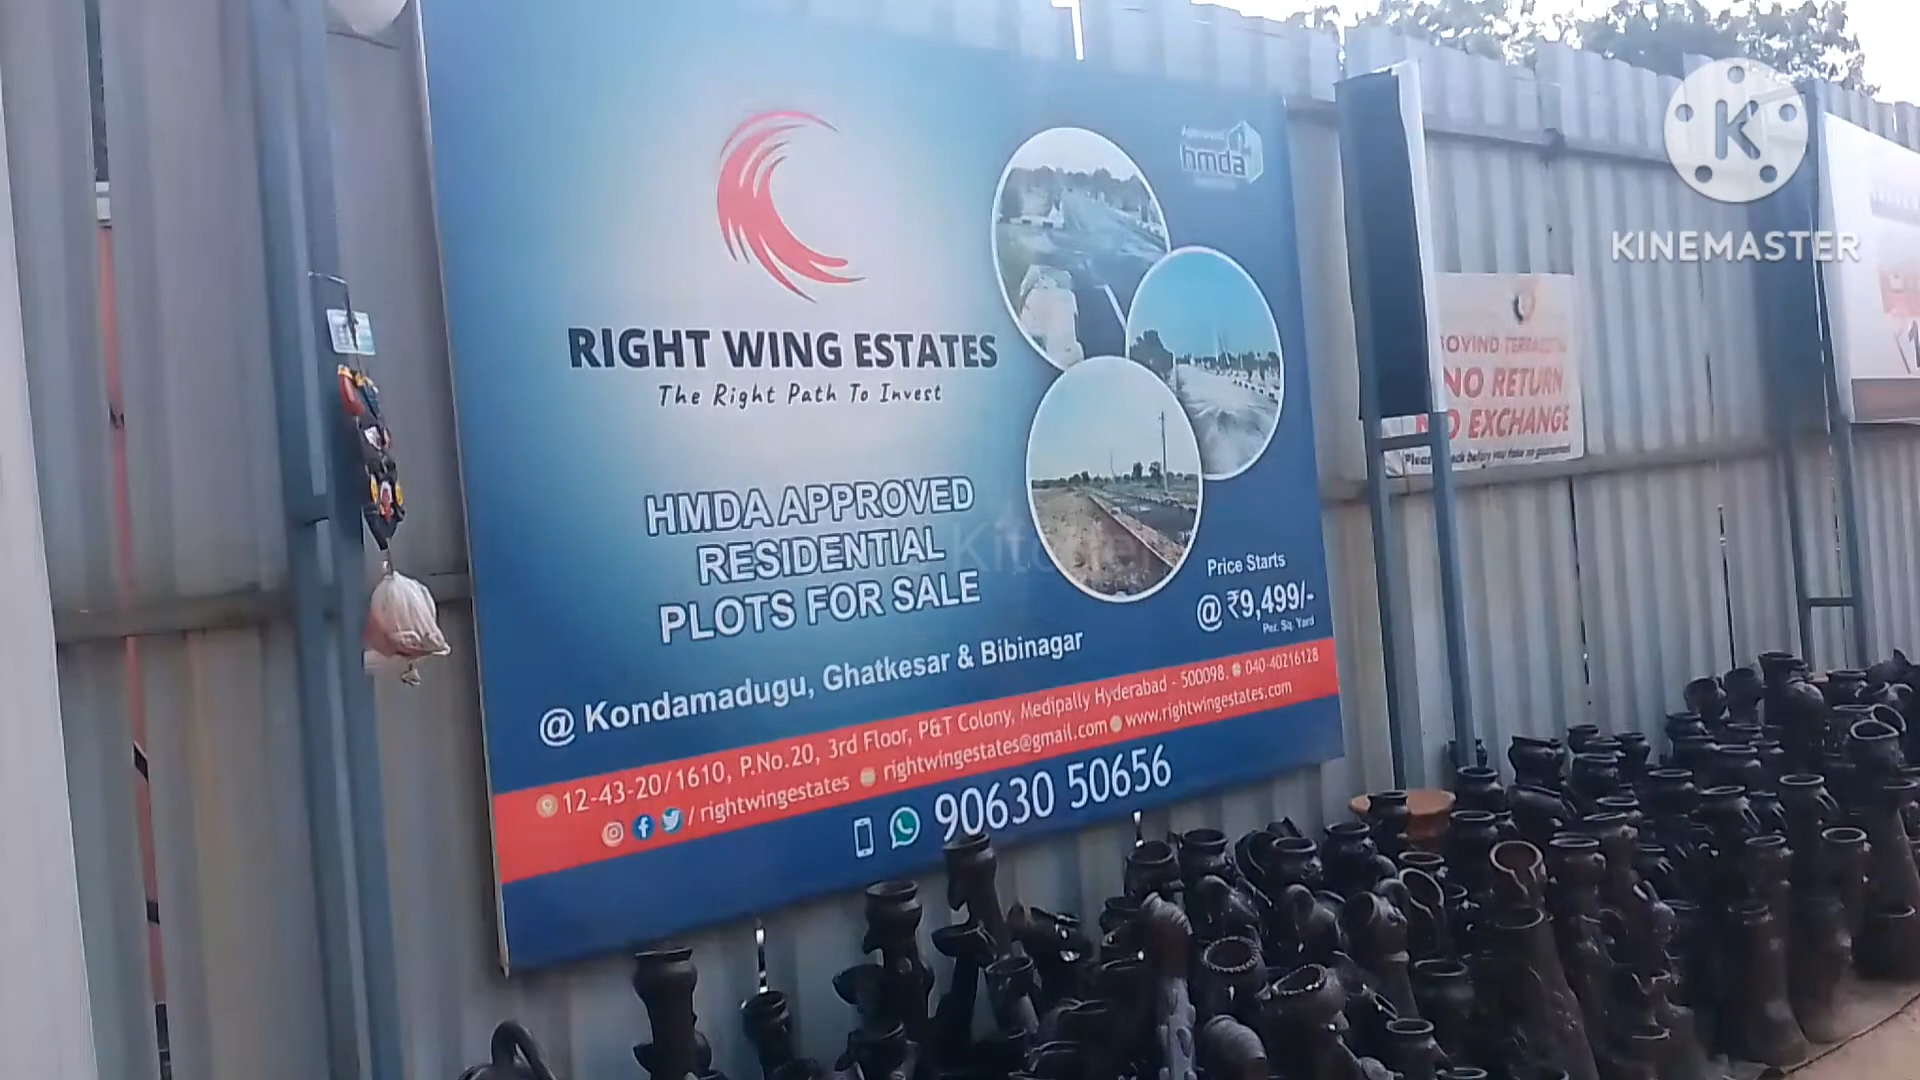 Approved
hmda
RIGHT WING ESTATES
The Right Path To Invest
HMDA APPROVED
RESIDENTIAL
PLOTS FOR SALE
@ Kondamadugu, Ghatkesar & Bibinagar
Price Starts
@ ₹9,499/-
Per. Sq. Yard
12-43-20/1610, P.No.20, 3rd Floor, P&T Colony, Medipally Hyderabad - 500098. 040-40216128
/ rightwingestates rightwingestates@gmail.com www.rightwingestates.com
90630 50656
K
KINEMASTER
NO RETURN
NO EXCHANGE